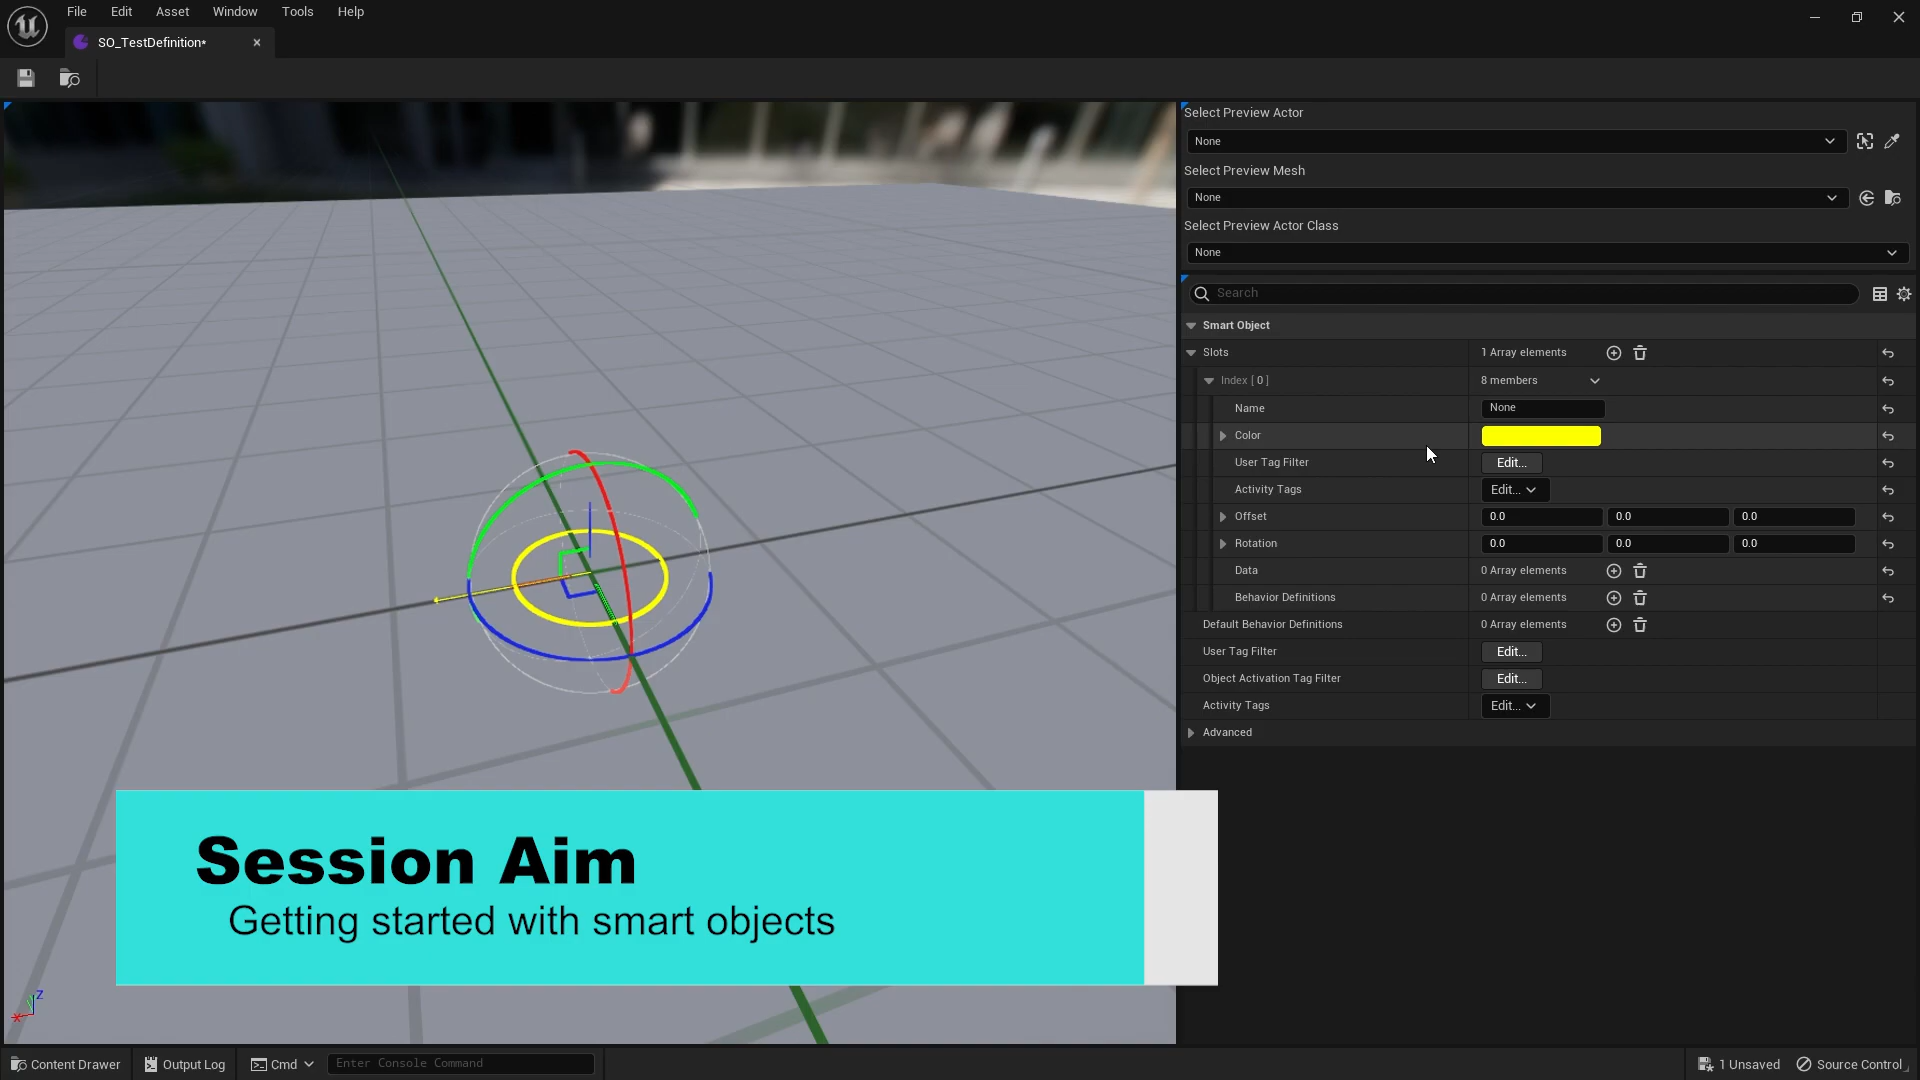 File Edit Asset Window Tools Help
SO_TestDefinition*
Select Preview Actor
None
Select Preview Mesh
None
Select Preview Actor Class
None
Search
Smart Object
Slots 1 Array elements
Index [ 0 ] 8 members
Name None
Color
User Tag Filter Edit...
Activity Tags Edit...
Offset 0.0 0.0 0.0
Rotation 0.0 0.0 0.0
Data 0 Array elements
Behavior Definitions 0 Array elements
Default Behavior Definitions 0 Array elements
User Tag Filter Edit...
Object Activation Tag Filter Edit...
Activity Tags Edit...
Advanced
Session Aim
Getting started with smart objects
Z
X
Content Drawer Output Log Cmd Enter Console Command 1 Unsaved Source Control